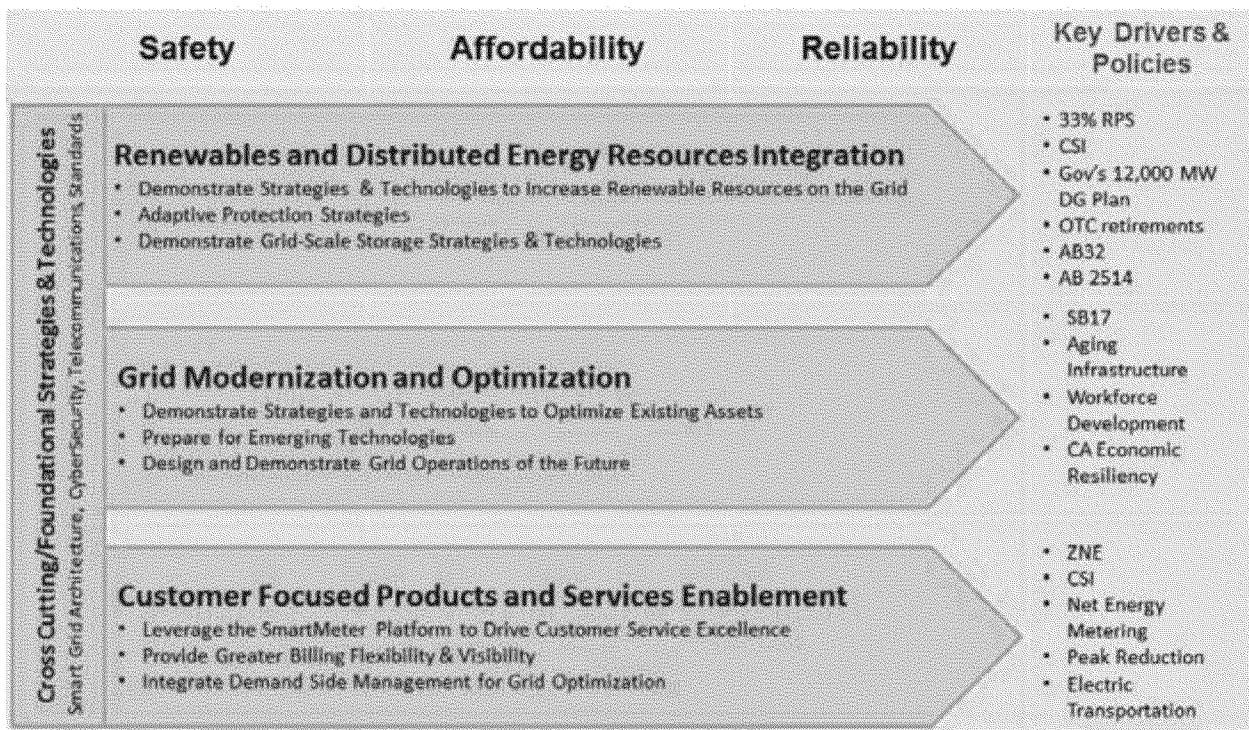 Safety
Affordability
Reliability
Key Drivers &
Policies
Cross Cutting/Foundational Strategies & Technologies
Smart Grid Architecture, CyberSecurity, Telecommunications, Standards
Renewables and Distributed Energy Resources Integration
• Demonstrate Strategies & Technologies to Increase Renewable Resources on the Grid
• Adaptive Protection Strategies
• Demonstrate Grid-Scale Storage Strategies & Technologies
• 33% RPS
• CSI
• Gov's 12,000 MW
DG Plan
• OTC retirements
• AB32
• AB 2514
Grid Modernization and Optimization
• Demonstrate Strategies and Technologies to Optimize Existing Assets
• Prepare for Emerging Technologies
• Design and Demonstrate Grid Operations of the Future
• SB17
• Aging
Infrastructure
• Workforce
Development
• CA Economic
Resiliency
Customer Focused Products and Services Enablement
• Leverage the SmartMeter Platform to Drive Customer Service Excellence
• Provide Greater Billing Flexibility & Visibility
• Integrate Demand Side Management for Grid Optimization
• ZNE
• CSI
• Net Energy
Metering
• Peak Reduction
• Electric
Transportation